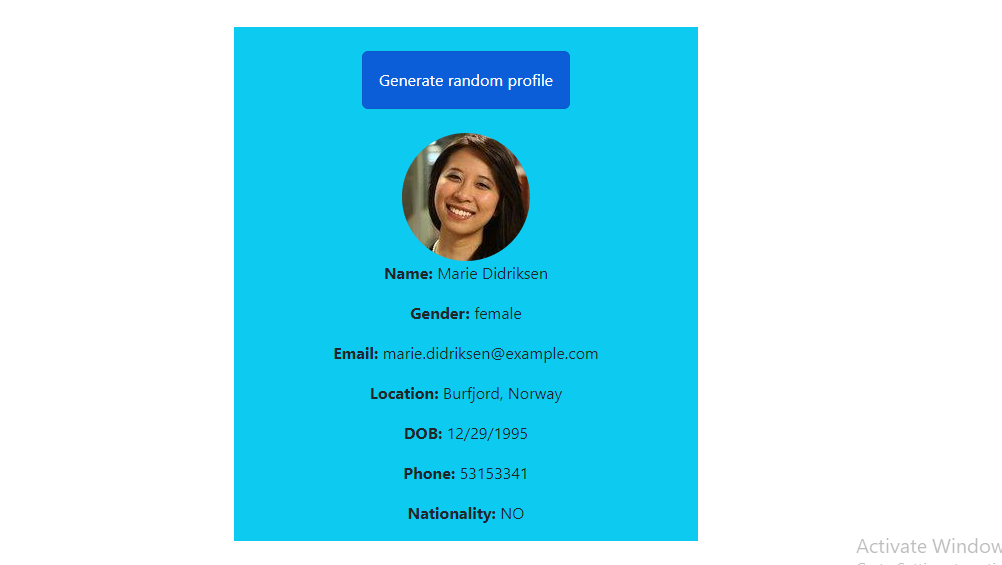 Generate random profile
Name: Marie Didriksen
Gender: female
Email: marie.didriksen@example.com
Location: Burfjord, Norway
DOB: 12/29/1995
Phone: 53153341
Nationality: NO
Activate Window